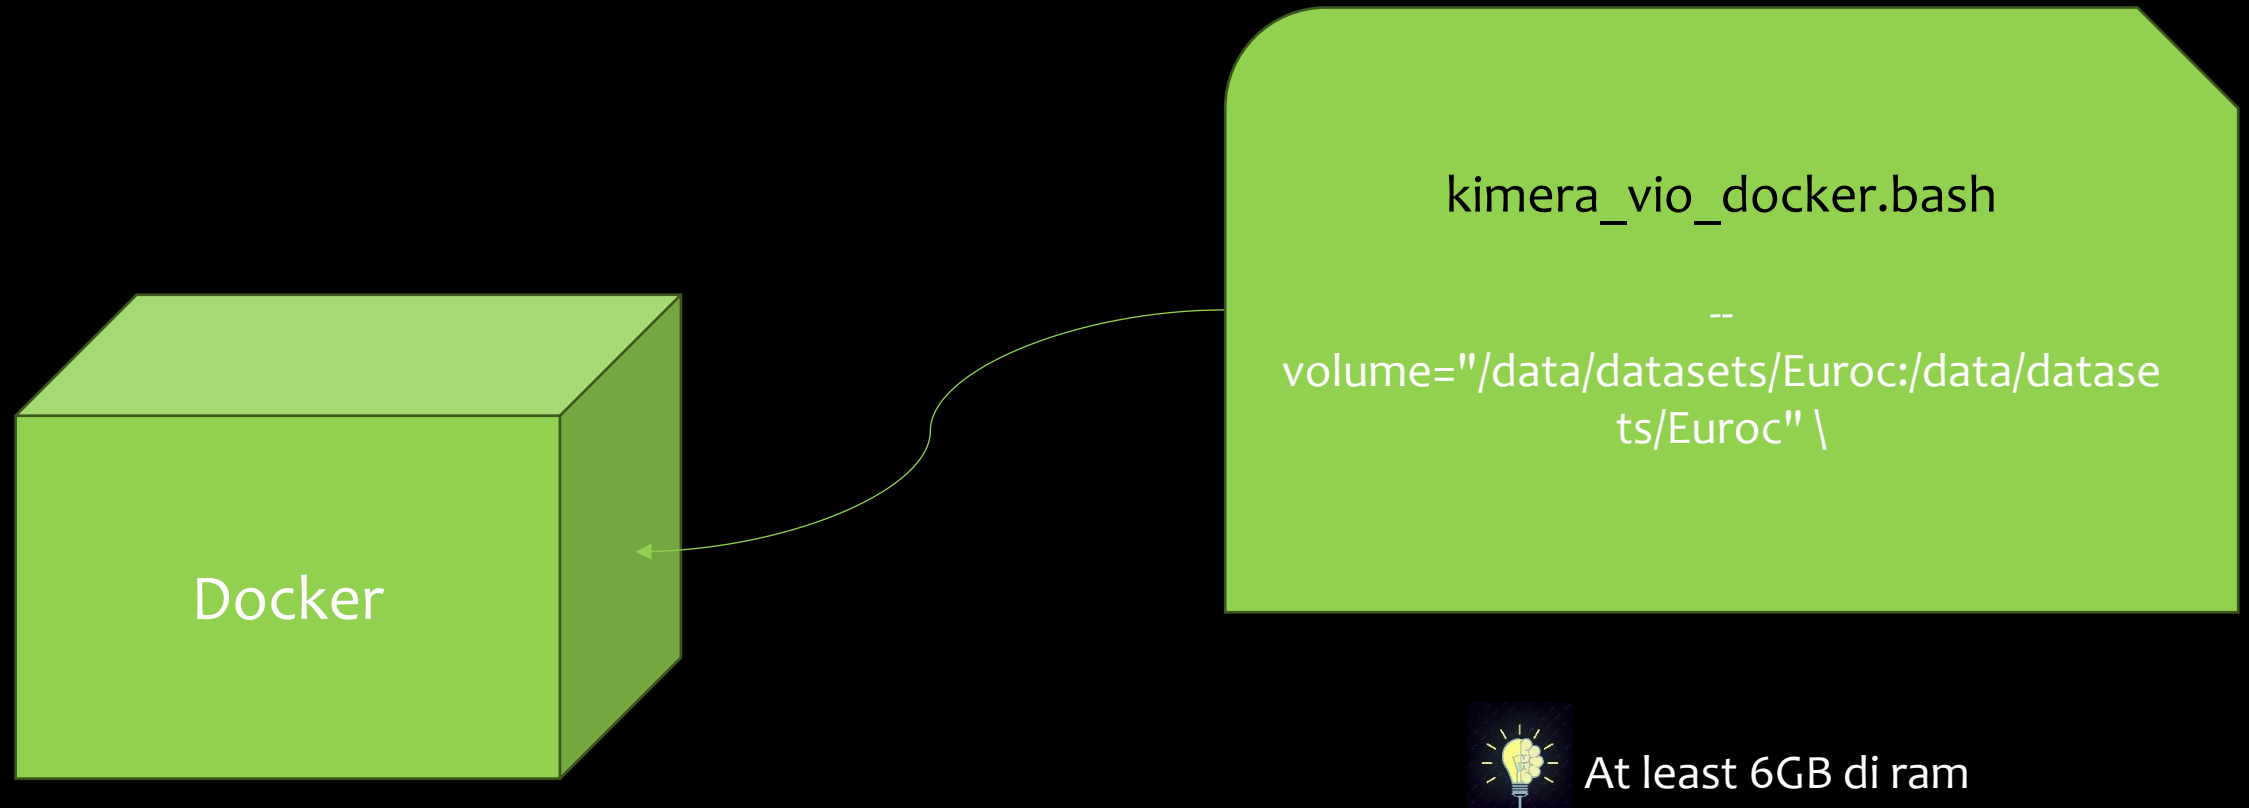 kimera_vio_docker.bash
--
volume="/data/datasets/Euroc:/data/datase
ts/Euroc" \
Docker
At least 6GB di ram